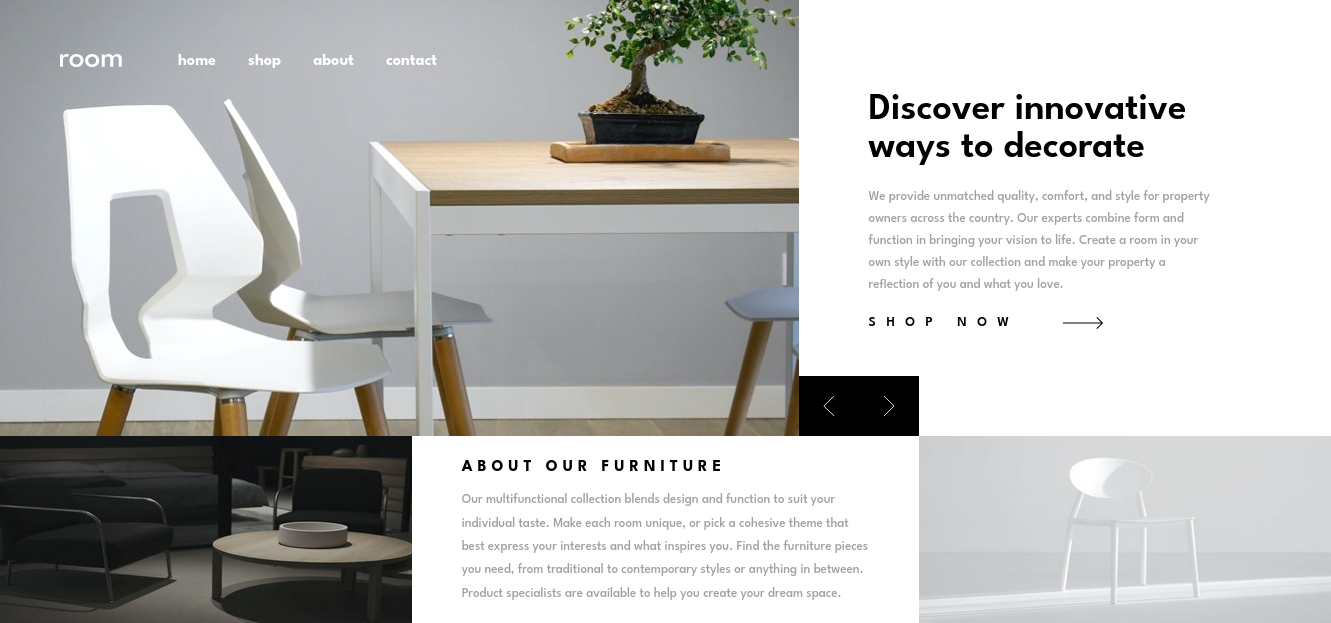 room
home shop about contact
Discover innovative
ways to decorate
We provide unmatched quality, comfort, and style for property
owners across the country. Our experts combine form and
function in bringing your vision to life. Create a room in your
own style with our collection and make your property a
reflection of you and what you love.
SHOP NOW
ABOUT OUR FURNITURE
Our multifunctional collection blends design and function to suit your
individual taste. Make each room unique, or pick a cohesive theme that
best express your interests and what inspires you. Find the furniture pieces
you need, from traditional to contemporary styles or anything in between.
Product specialists are available to help you create your dream space.